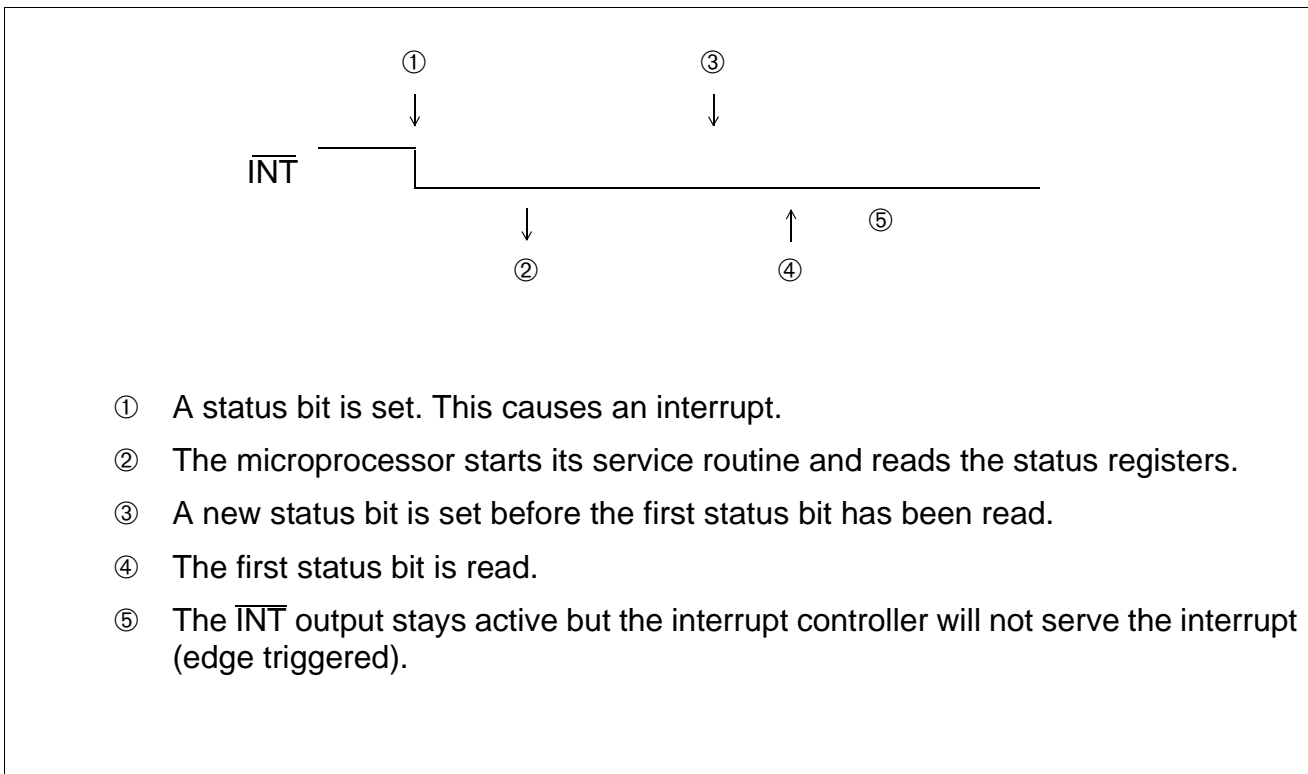 ① ③
I̅N̅T̅
⑤
② ④
① A status bit is set. This causes an interrupt.
② The microprocessor starts its service routine and reads the status registers.
③ A new status bit is set before the first status bit has been read.
④ The first status bit is read.
⑤ The I̅N̅T̅ output stays active but the interrupt controller will not serve the interrupt
(edge triggered).